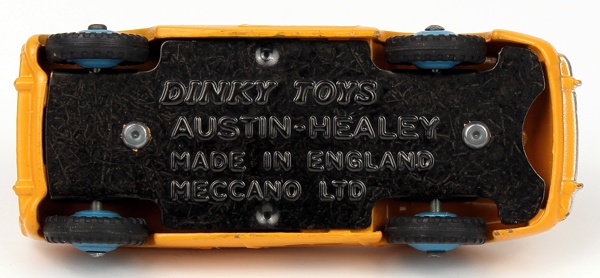 DINKY TOYS
AUSTIN-HEALEY
MADE IN ENGLAND
MECCANO LTD